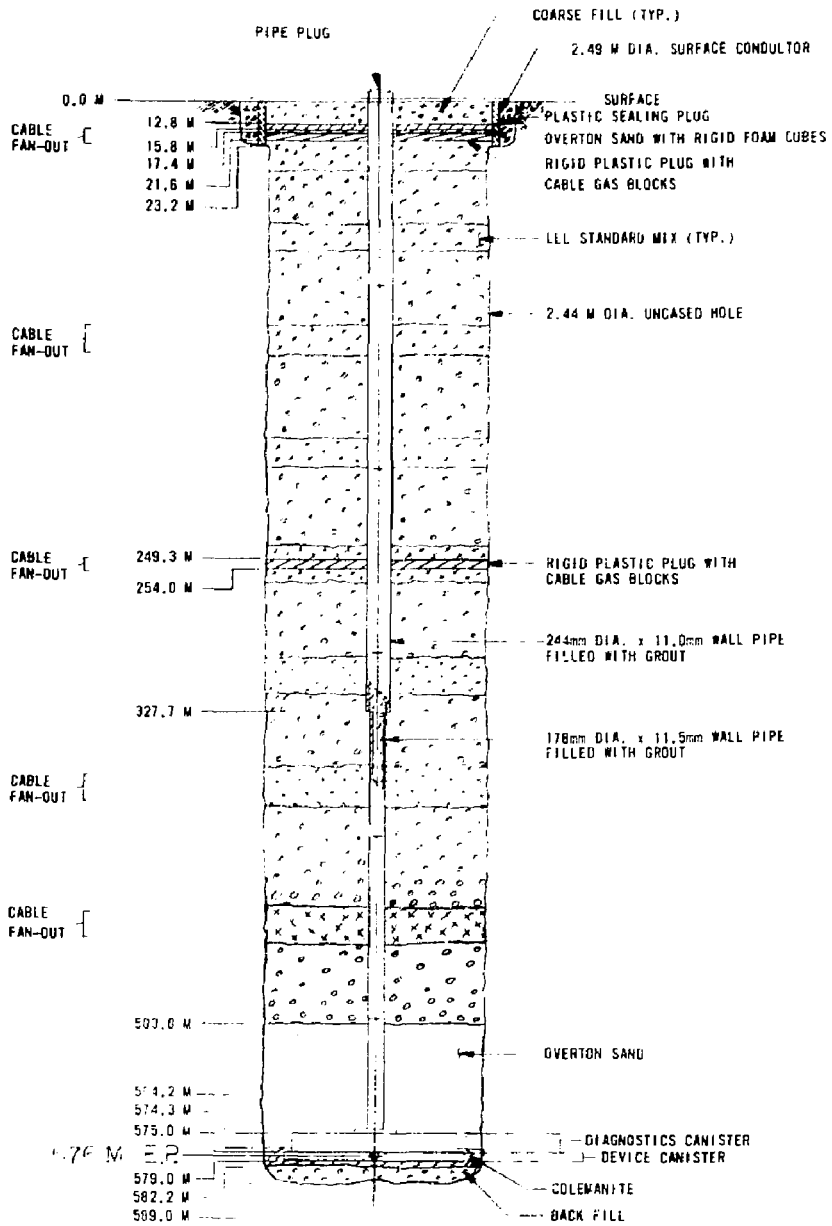 COARSE FILL (TYP.)
PIPE PLUG
2.49 M DIA. SURFACE CONDULTOR
0.0 M
SURFACE
PLASTIC SEALING PLUG
12.8 M
CABLE
FAN-OUT
OVERTON SAND WITH RIGID FOAM CUBES
15.8 M
17.4 M
RIGID PLASTIC PLUG WITH
CABLE GAS BLOCKS
21.6 M
23.2 M
LLL STANDARD MIX (TYP.)
2.44 M DIA. UNCASED HOLE
CABLE
FAN-OUT
249.3 M
CABLE
FAN-OUT
RIGID PLASTIC PLUG WITH
CABLE GAS BLOCKS
254.0 M
244mm DIA. x 11.0mm WALL PIPE
FILLED WITH GROUT
327.7 M
178mm DIA. x 11.5mm WALL PIPE
FILLED WITH GROUT
CABLE
FAN-OUT
CABLE
FAN-OUT
OVERTON SAND
574.3 M
575.0 M
DIAGNOSTICS CANISTER
DEVICE CANISTER
579.0 M
COLEMANITE
582.2 M
BACK FILL
589.0 M